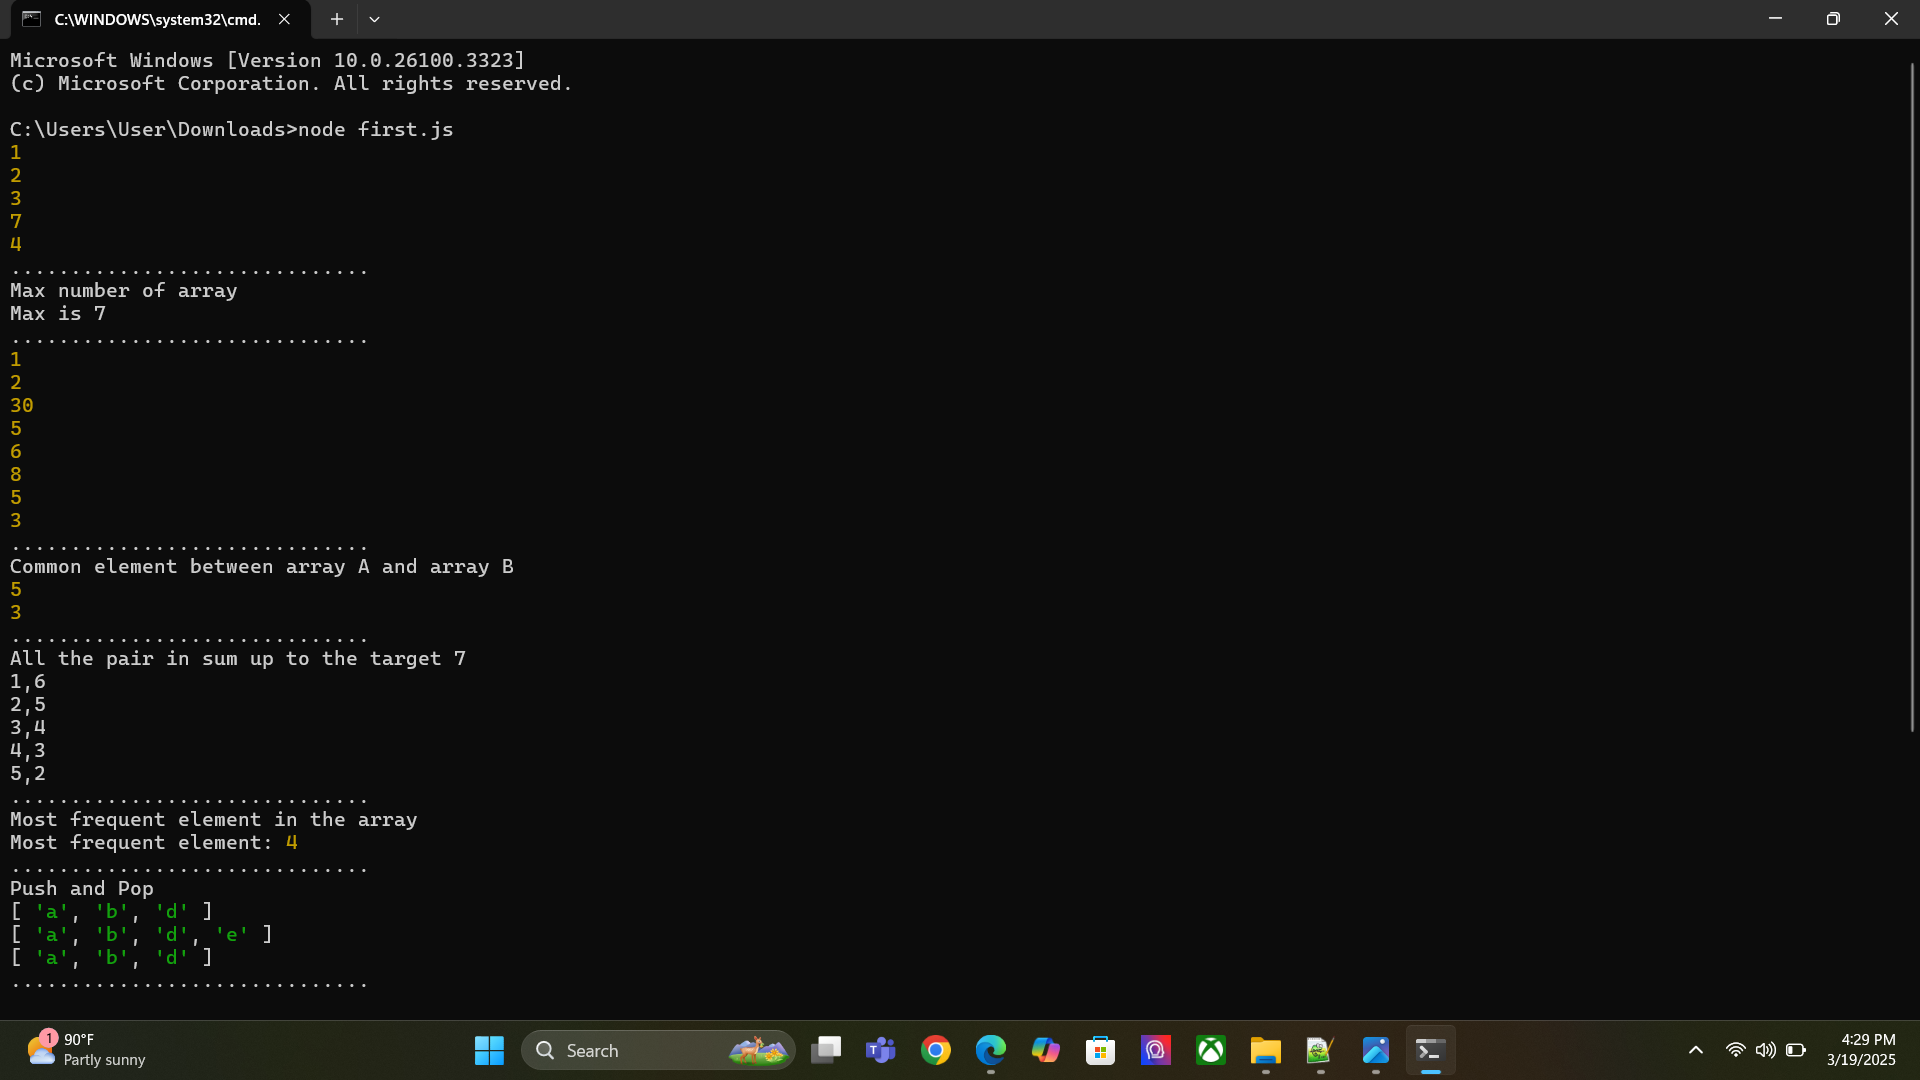 C:\WINDOWS\system32\cmd.
Microsoft Windows [Version 10.0.26100.3323]
(c) Microsoft Corporation. All rights reserved.
C:\Users\User\Downloads>node first.js
1
2
3
7
4
..............................
Max number of array
Max is 7
..............................
1
2
30
5
6
8
5
3
..............................
Common element between array A and array B
5
3
..............................
All the pair in sum up to the target 7
1,6
2,5
3,4
4,3
5,2
..............................
Most frequent element in the array
Most frequent element: 4
..............................
Push and Pop
[ 'a', 'b', 'd' ]
[ 'a', 'b', 'd', 'e' ]
[ 'a', 'b', 'd' ]
..............................
1
90°F
Partly sunny
Search
4:29 PM
3/19/2025